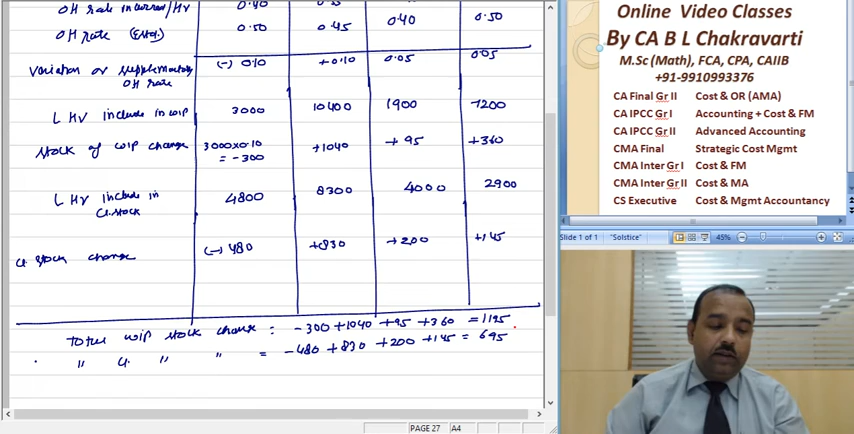 OH rate incurred/Hr 0.40 0.40
OH rate (Estd.) 0.50 0.45 0.40 0.50
Variation or supplementary OH rate (-) 0.10 +0.10 0.05 0.05
L Hr include in WIP 3000 10400 1900 7200
Stock of WIP change 3000x0.10 = -300 +1040 +95 +360
L Hr include in Cl. stock 4800 8300 4000 2900
Cl. stock change (-) 480 +830 +200 +145
Total WIP stock change : -300 +1040 +95 +360 = 1195
" Cl. " " = -480 +830 +200 +145 = 695
PAGE 27 A4
Online Video Classes
By CA B L Chakravarti
M.Sc (Math), FCA, CPA, CAIIB
+91-9910993376
CA Final Gr II Cost & OR (AMA)
CA IPCC Gr I Accounting + Cost & FM
CA IPCC Gr II Advanced Accounting
CMA Final Strategic Cost Mgmt
CMA Inter Gr I Cost & FM
CMA Inter Gr II Cost & MA
CS Executive Cost & Mgmt Accountancy
Slide 1 of 1 "Solstice" 45%